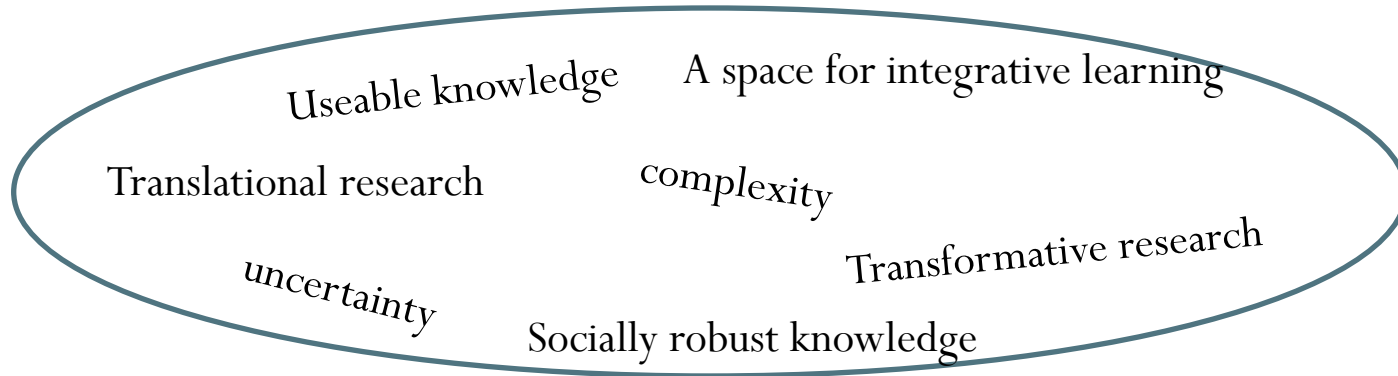 Useable knowledge
A space for integrative learning
Translational research
complexity
Transformative research
uncertainty
Socially robust knowledge